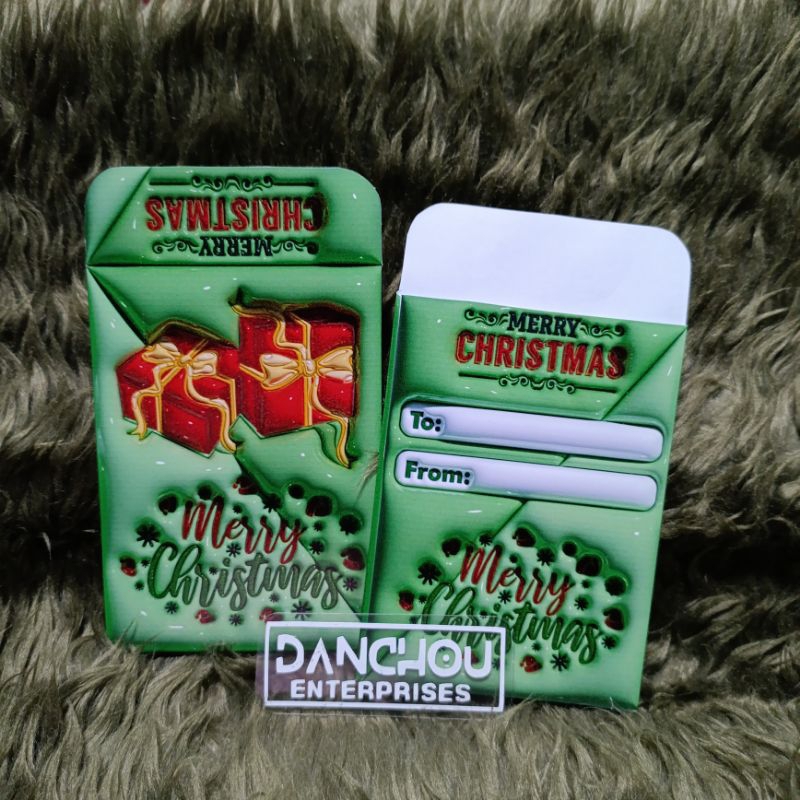 MERRY
CHRISTMAS
Merry
Christmas
MERRY
CHRISTMAS
To:
From:
Merry
Christmas
DANCHOU
ENTERPRISES